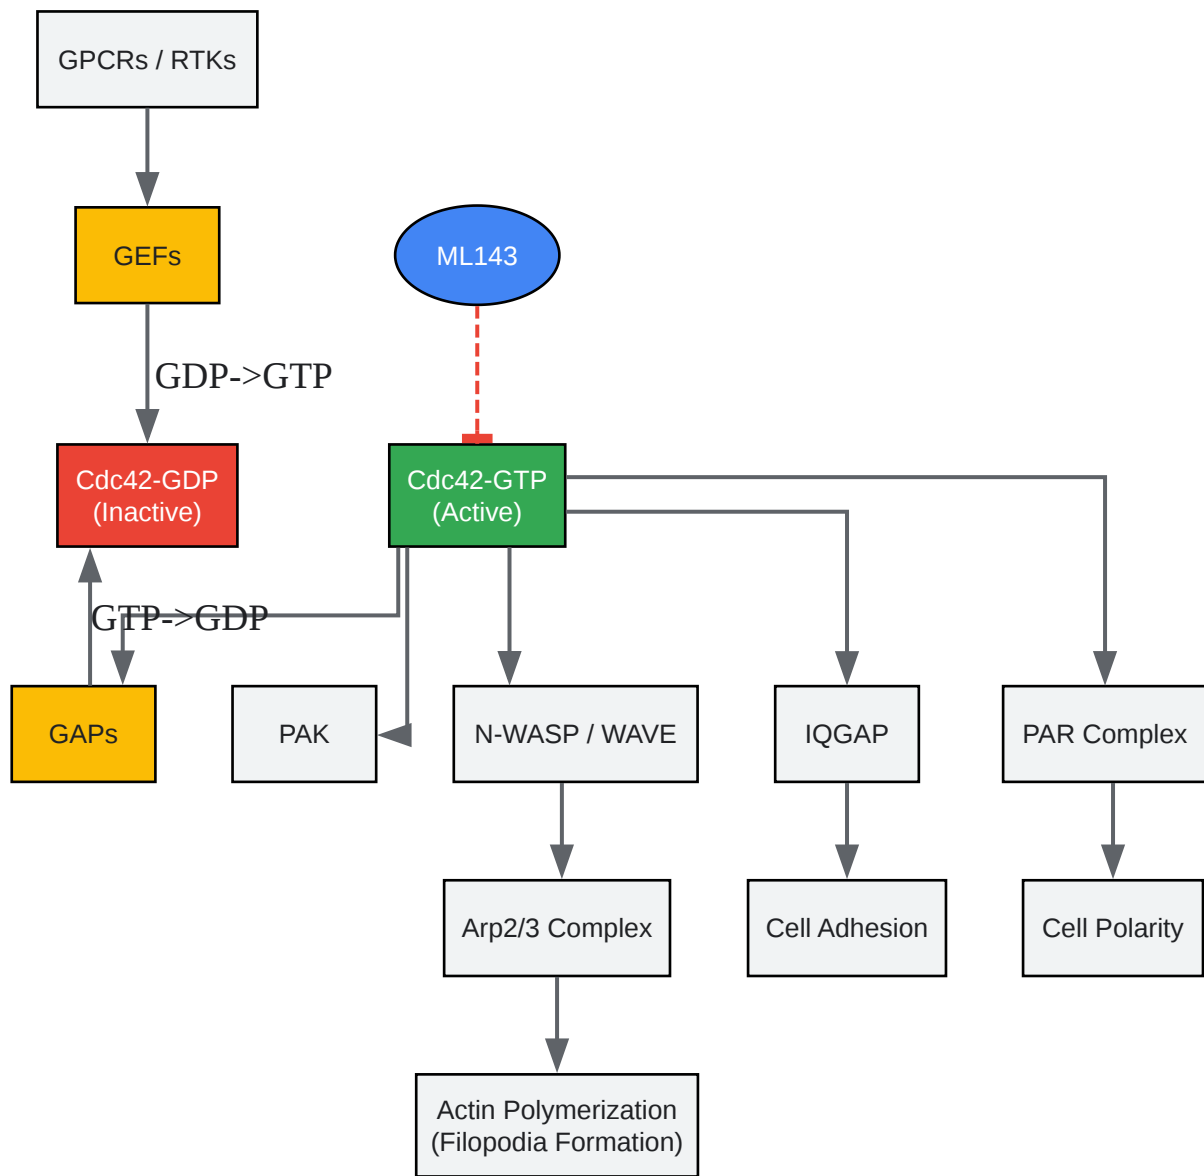 GPCRs / RTKs
GEFs
ML143
GDP->GTP
Cdc42-GDP
(Inactive)
Cdc42-GTP
(Active)
GTP->GDP
GAPs
PAK
N-WASP / WAVE
IQGAP
PAR Complex
Arp2/3 Complex
Cell Adhesion
Cell Polarity
Actin Polymerization
(Filopodia Formation)